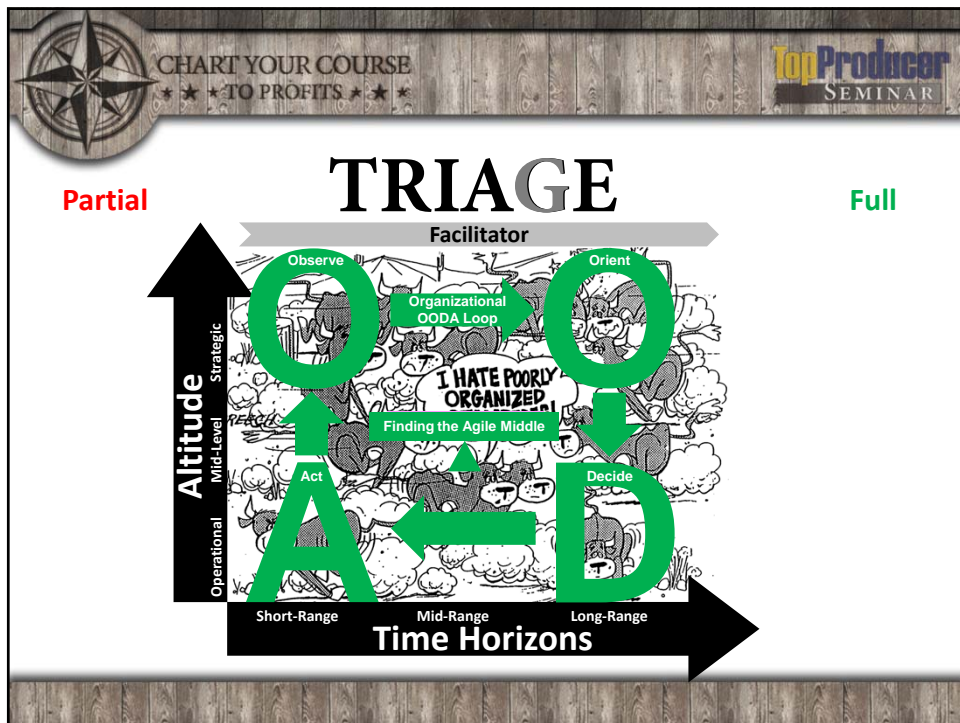 CHART YOUR COURSE
TO PROFITS
TopProducer
SEMINAR
TRIAGE
Partial
Full
Facilitator
Observe
Orient
Organizational
OODA Loop
I HATE POORLY
ORGANIZED
Finding the Agile Middle
Act
Decide
O
O
A
D
Altitude
Strategic
Mid-Level
Operational
Short-Range
Mid-Range
Long-Range
Time Horizons